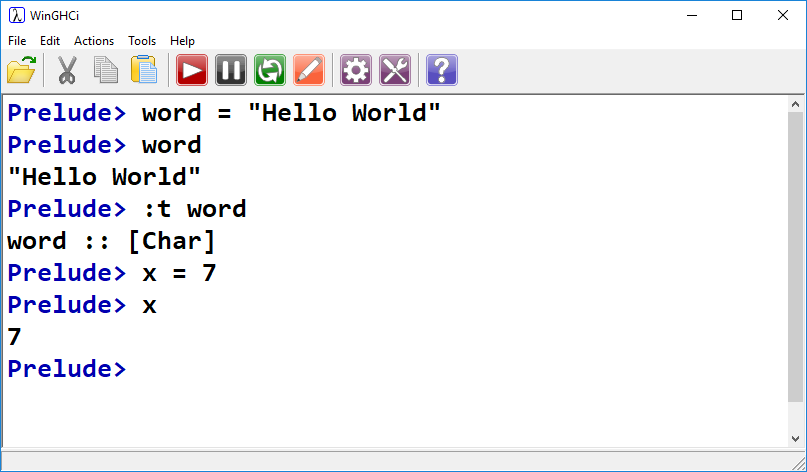 WinGHCi
File Edit Actions Tools Help
Prelude> word = "Hello World"
Prelude> word
"Hello World"
Prelude> :t word
word :: [Char]
Prelude> x = 7
Prelude> x
7
Prelude>